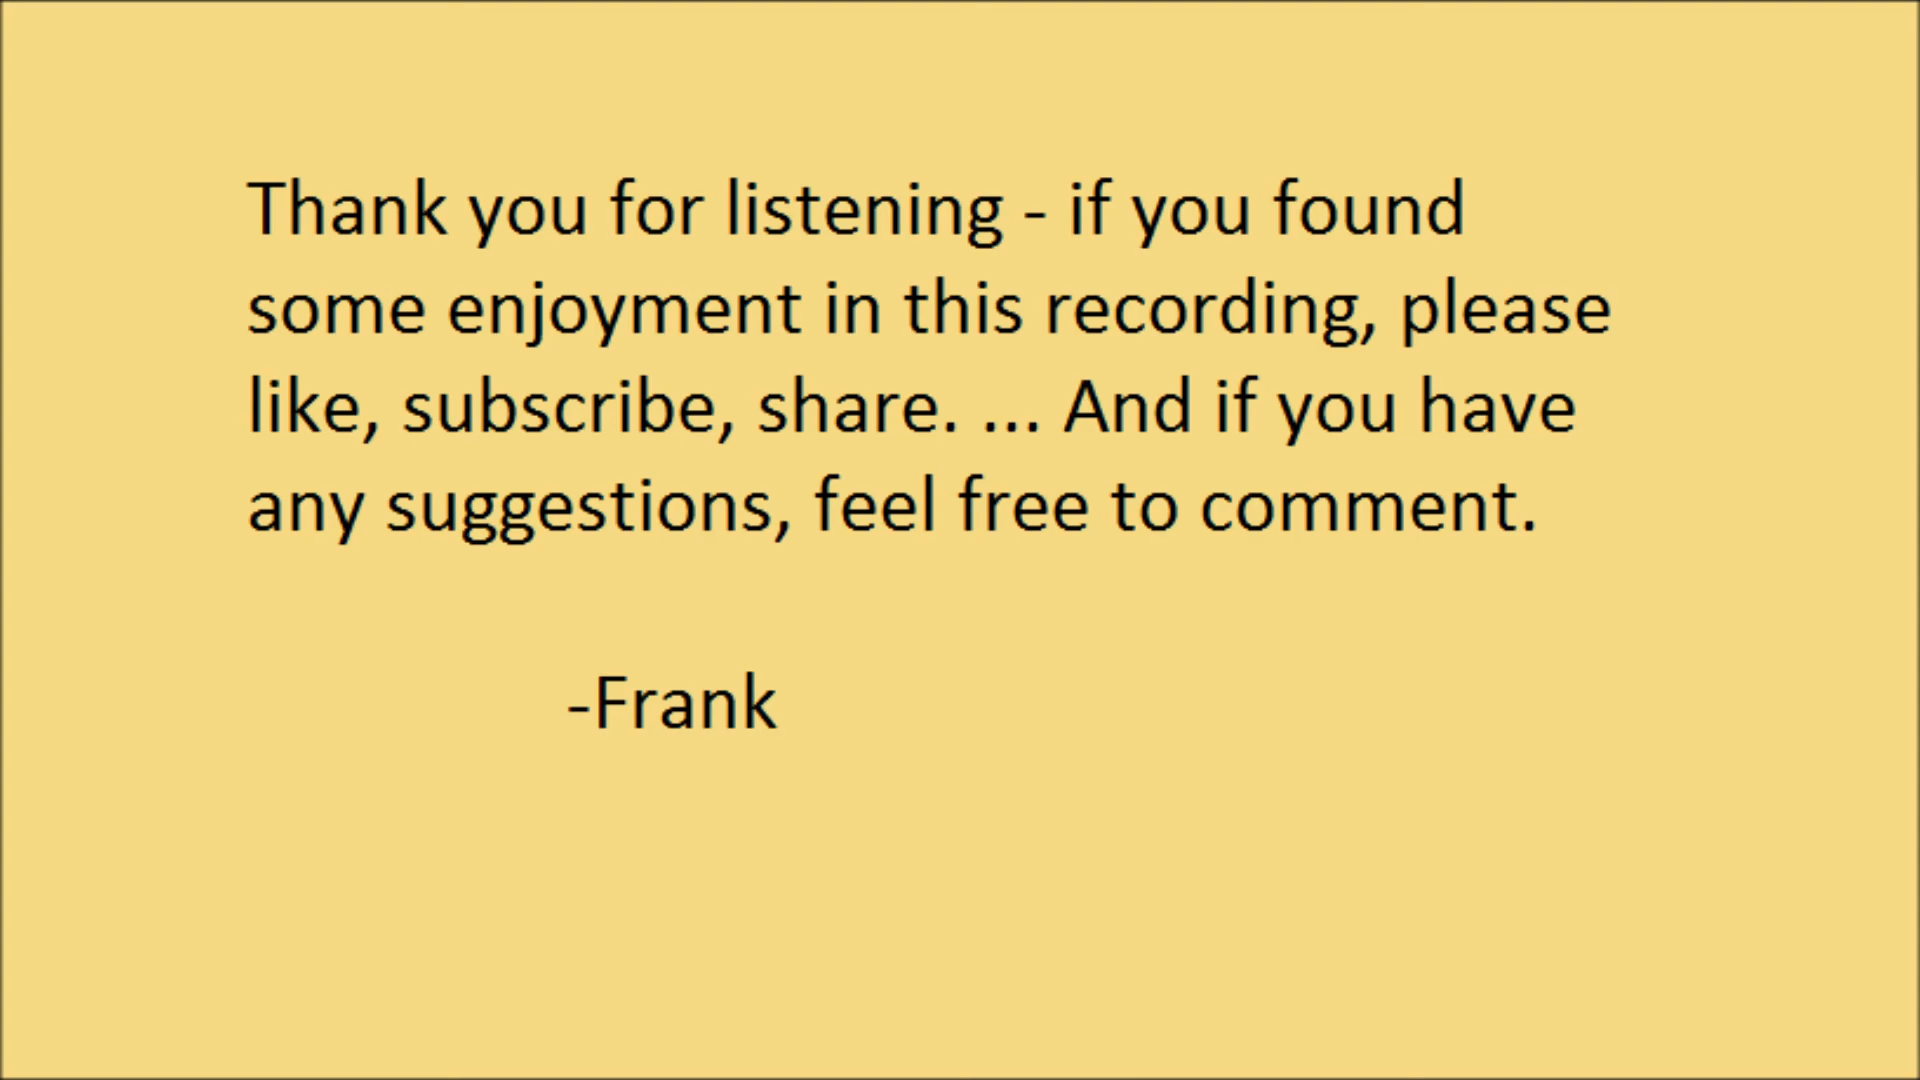 Thank you for listening - if you found
some enjoyment in this recording, please
like, subscribe, share. ... And if you have
any suggestions, feel free to comment.
-Frank